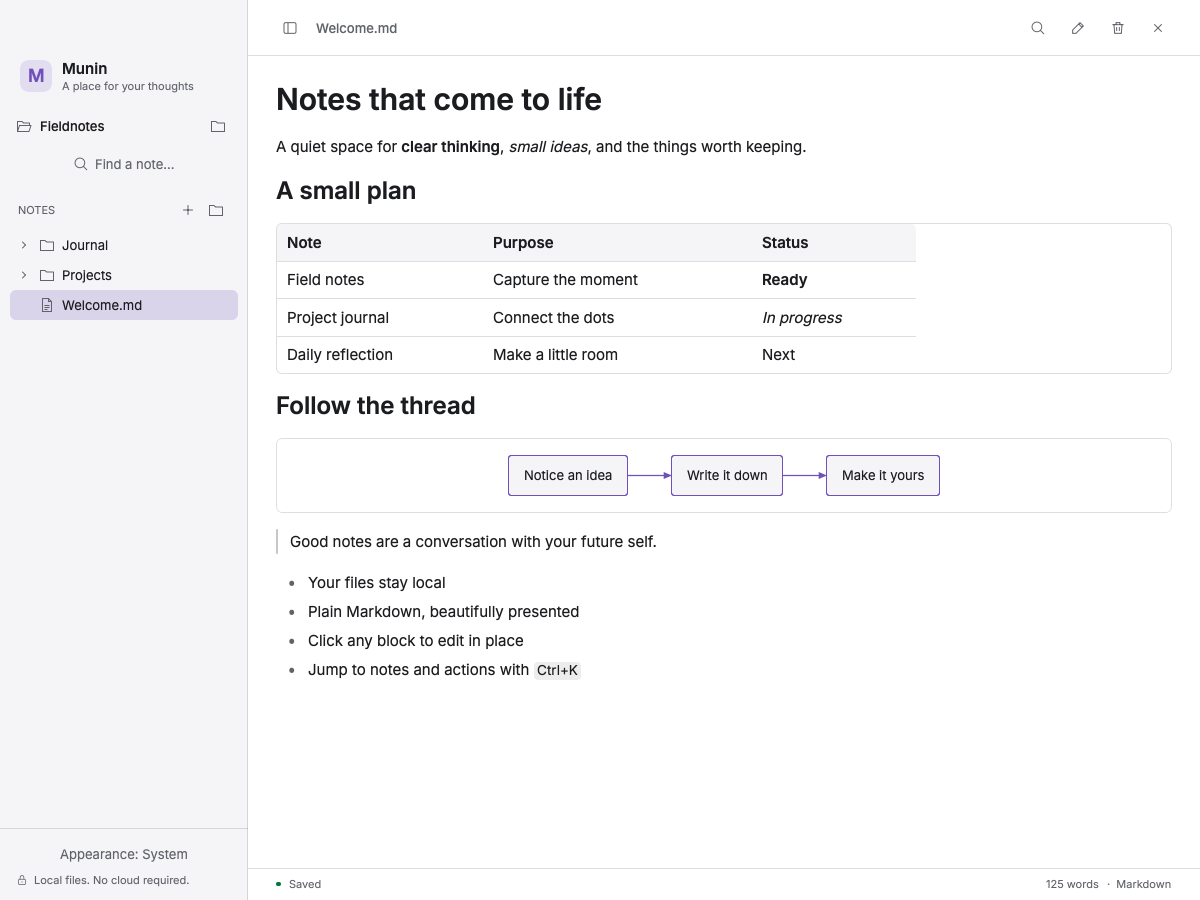 Welcome.md
M
Munin
A place for your thoughts
Fieldnotes
Find a note...
NOTES
Journal
Projects
Welcome.md
Appearance: System
Local files. No cloud required.
Notes that come to life
A quiet space for clear thinking, small ideas, and the things worth keeping.
A small plan
Note Purpose Status
Field notes Capture the moment Ready
Project journal Connect the dots In progress
Daily reflection Make a little room Next
Follow the thread
Notice an idea Write it down Make it yours
Good notes are a conversation with your future self.
• Your files stay local
• Plain Markdown, beautifully presented
• Click any block to edit in place
• Jump to notes and actions with Ctrl+K
Saved
125 words · Markdown